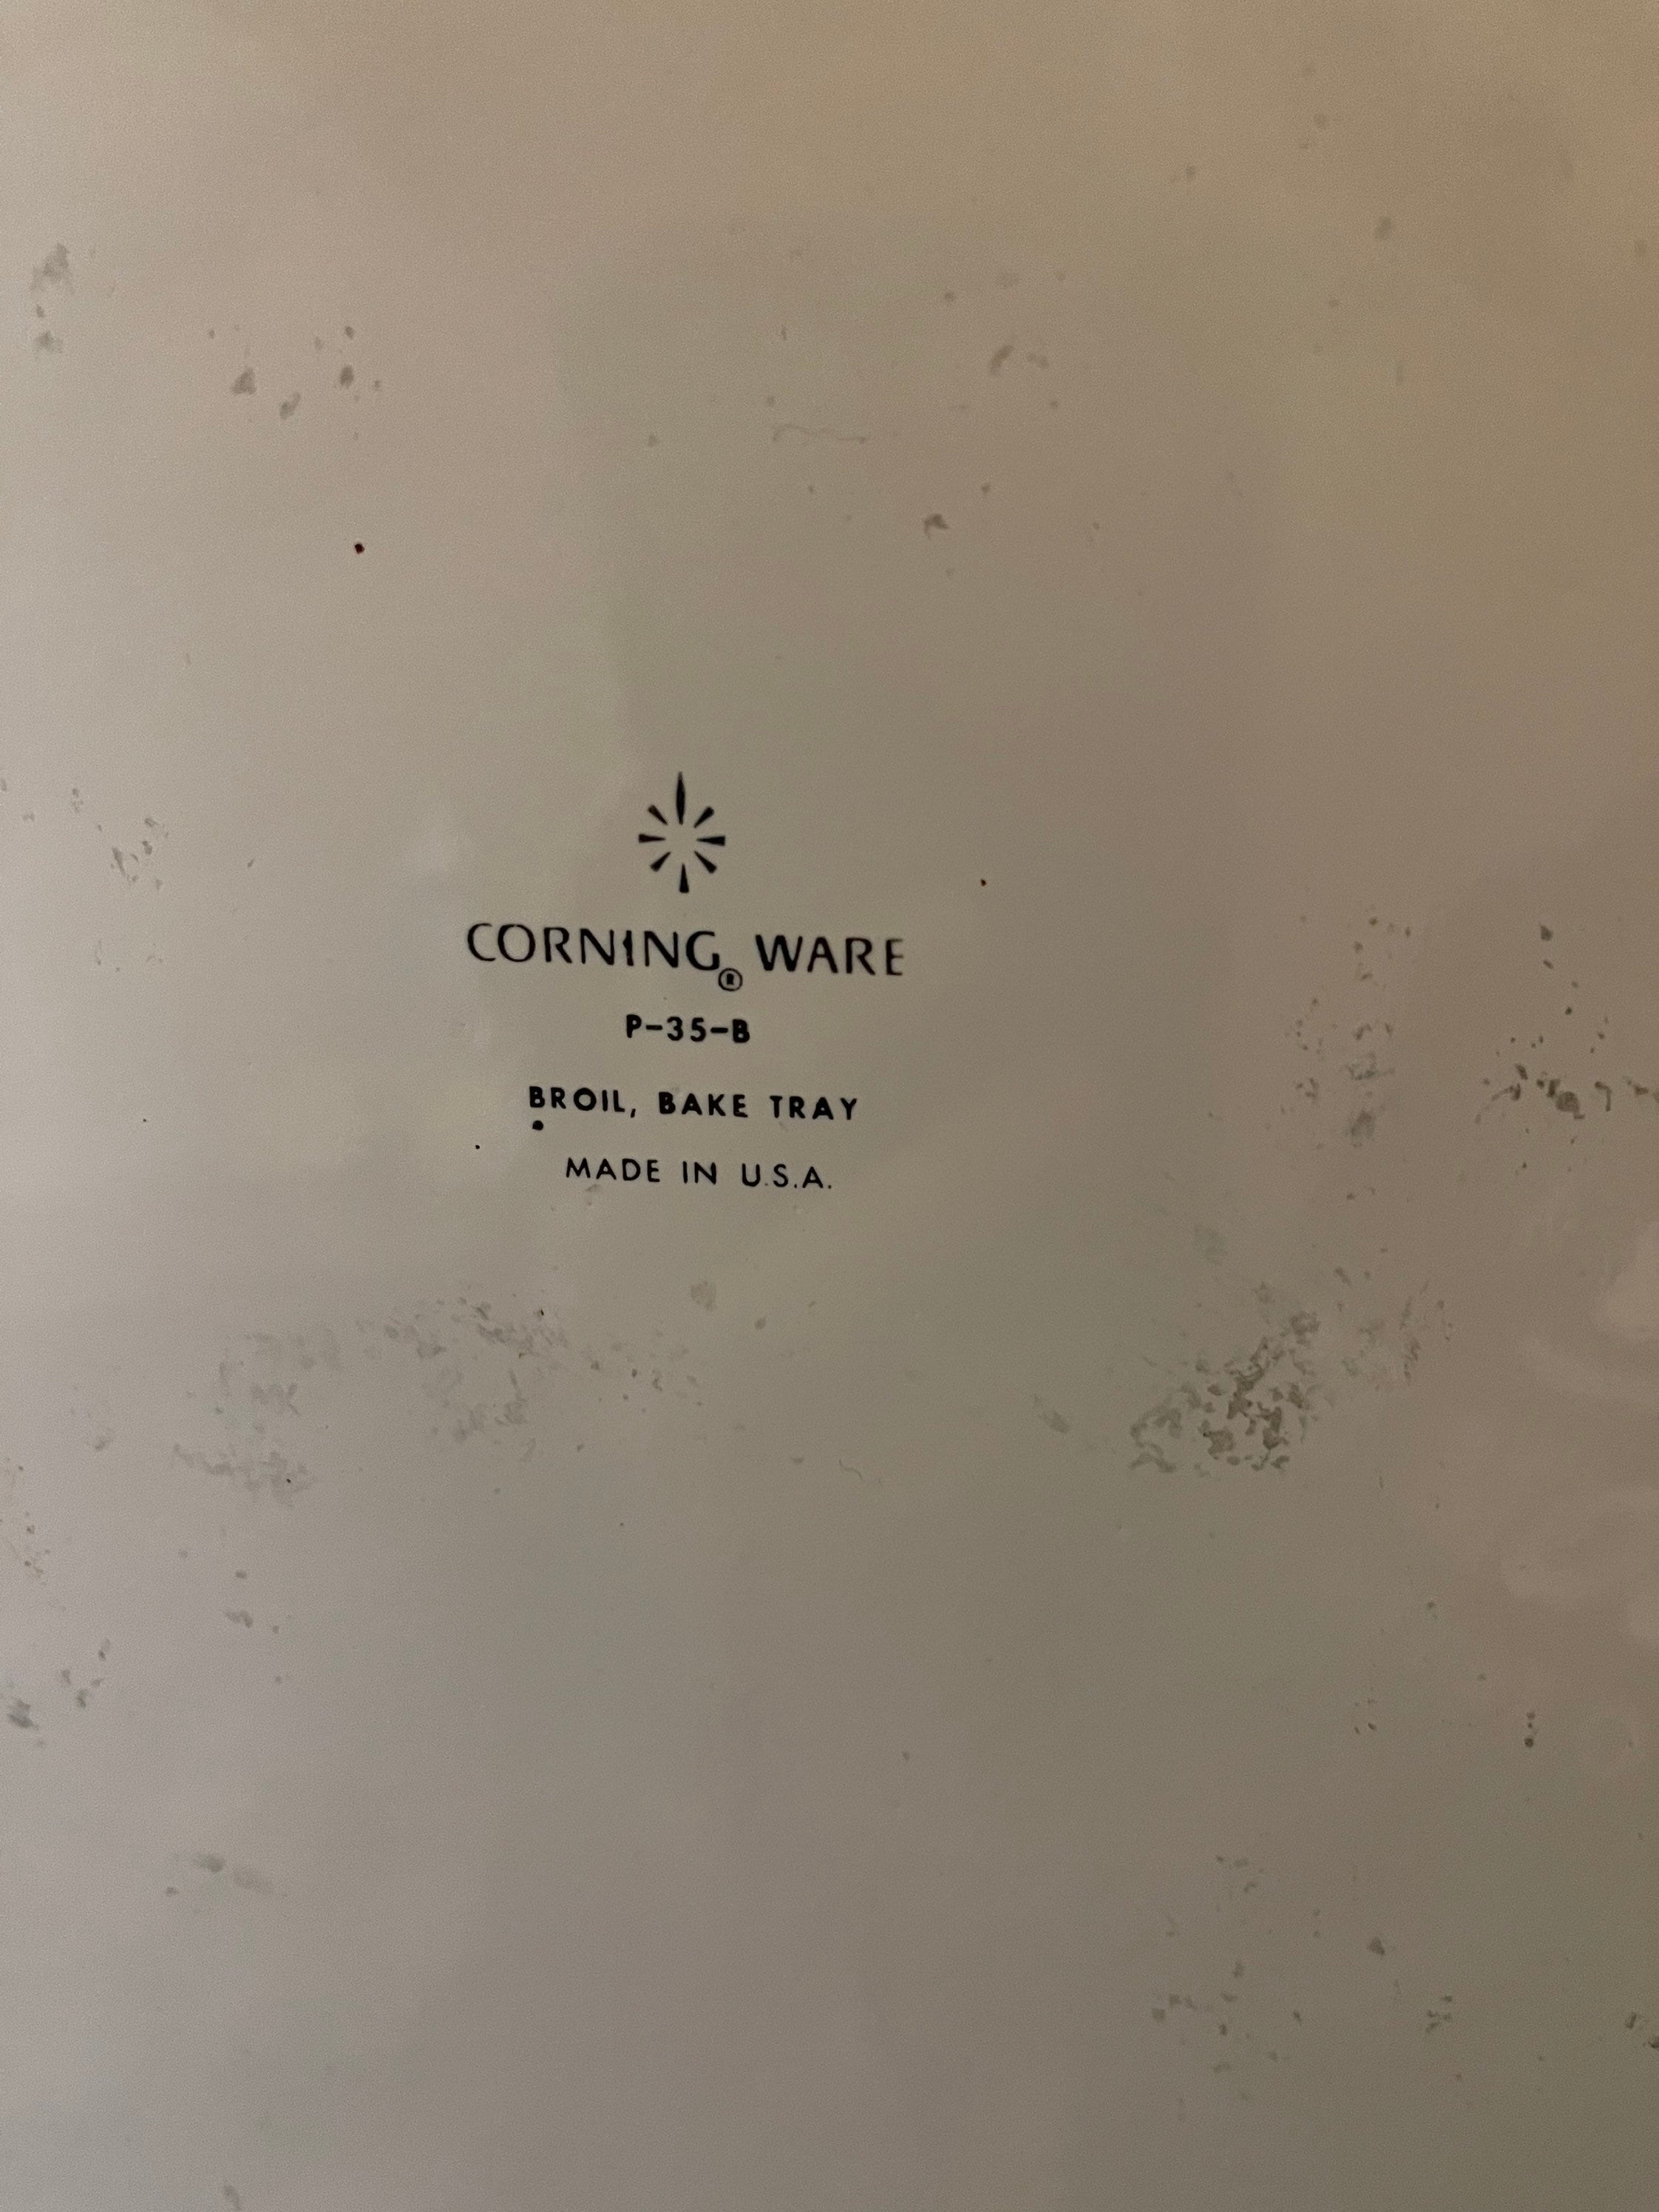 CORNING® WARE
P-35-B
BROIL, BAKE TRAY
MADE IN U.S.A.